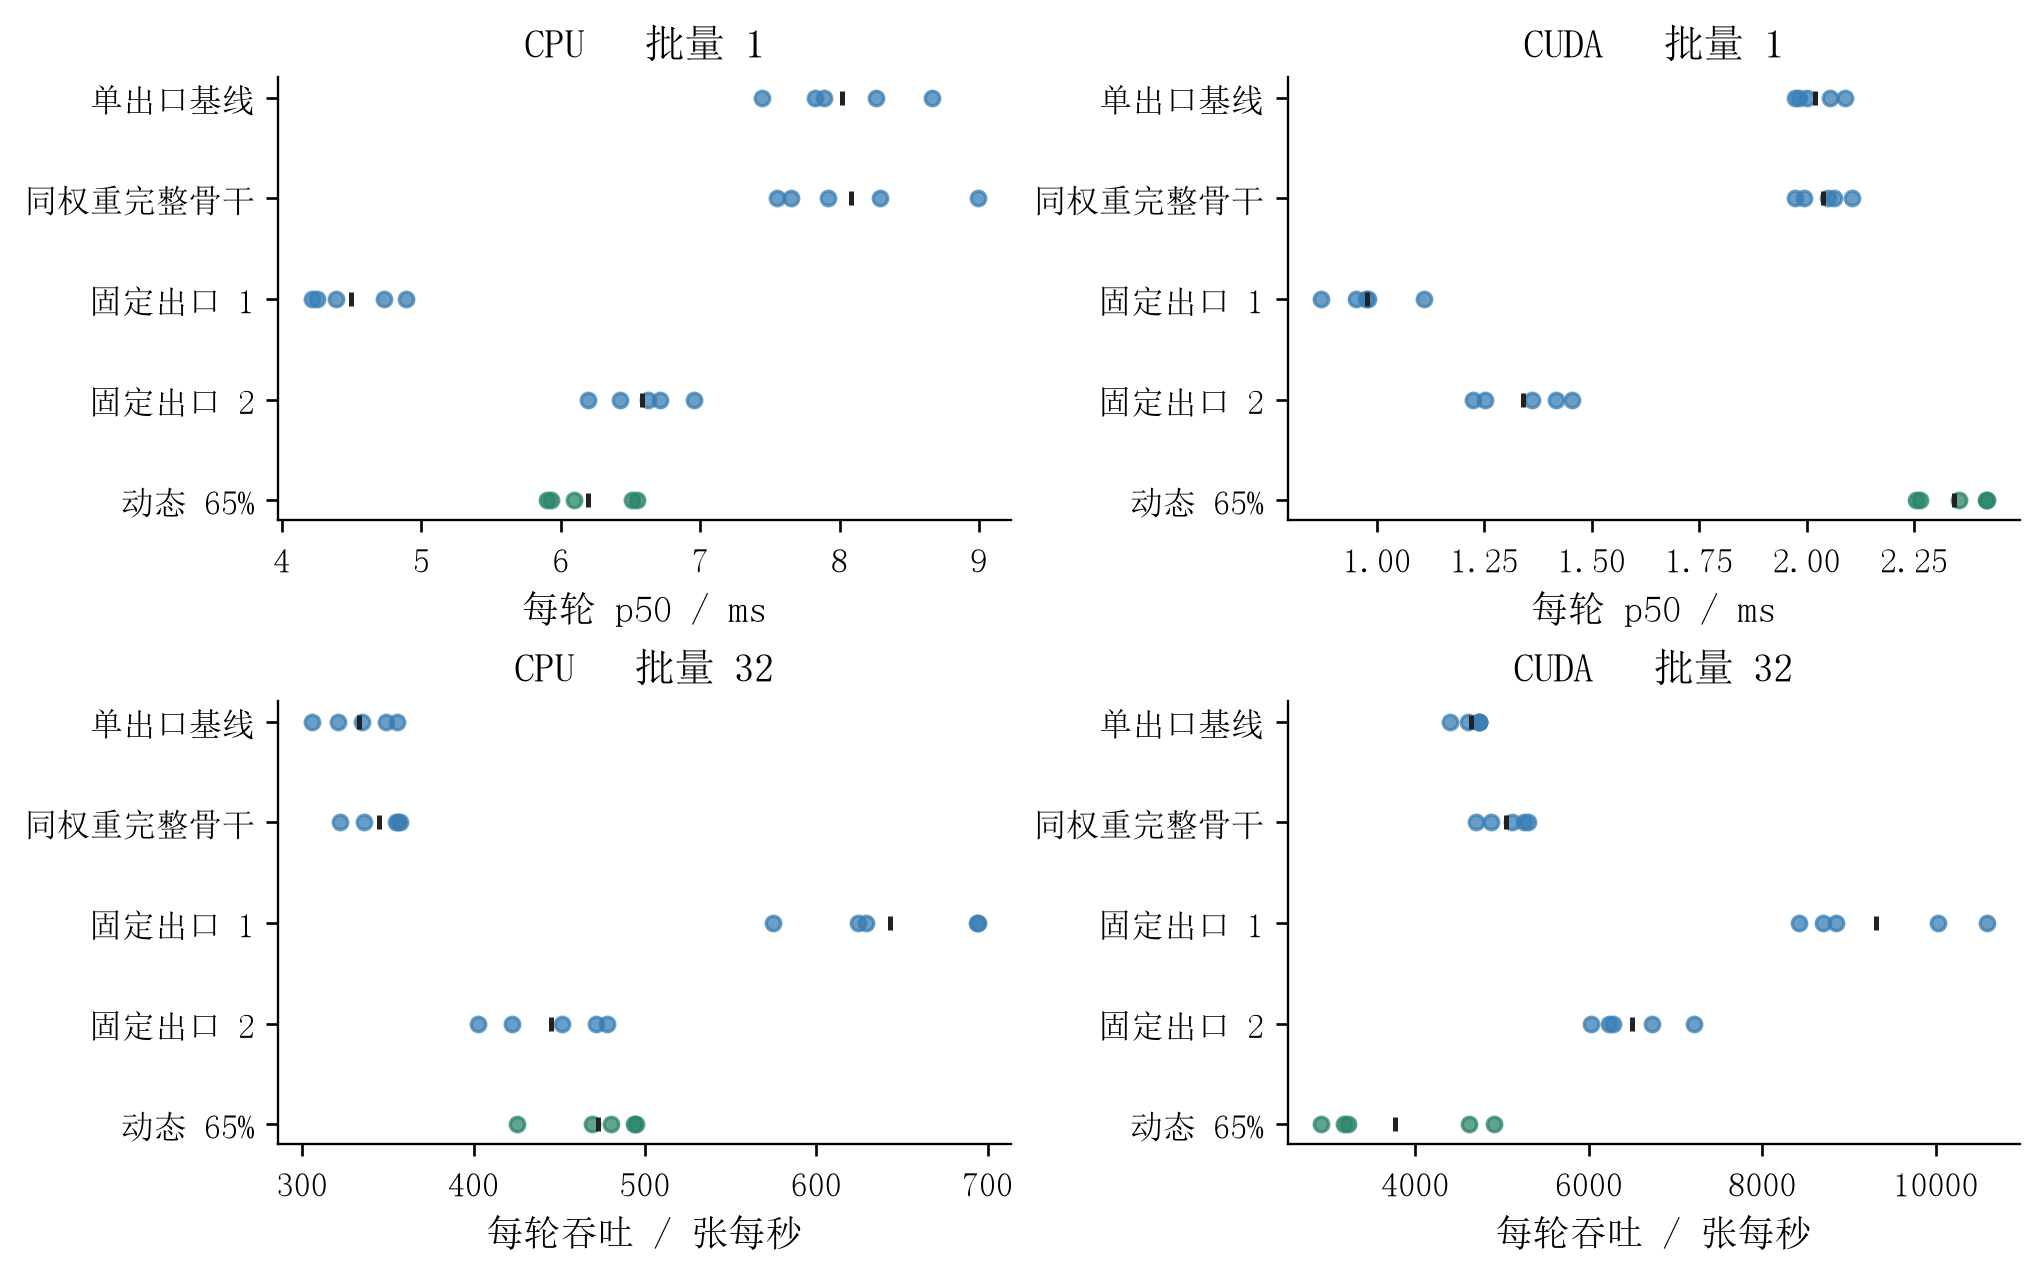 CPU   批量 1
单出口基线
同权重完整骨干
固定出口 1
固定出口 2
动态 65%
4 5 6 7 8 9
每轮 p50 / ms
CUDA   批量 1
单出口基线
同权重完整骨干
固定出口 1
固定出口 2
动态 65%
1.00 1.25 1.50 1.75 2.00 2.25
每轮 p50 / ms
CPU   批量 32
单出口基线
同权重完整骨干
固定出口 1
固定出口 2
动态 65%
300 400 500 600 700
每轮吞吐 / 张每秒
CUDA   批量 32
单出口基线
同权重完整骨干
固定出口 1
固定出口 2
动态 65%
4000 6000 8000 10000
每轮吞吐 / 张每秒